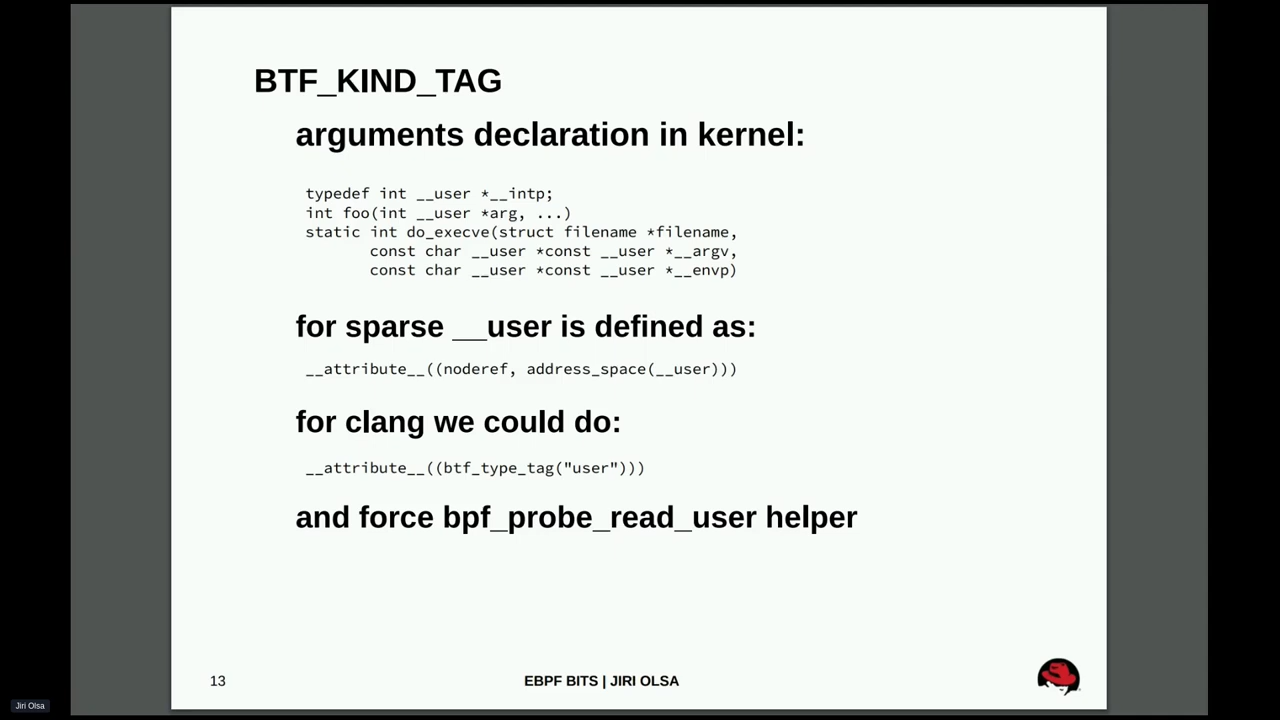 BTF_KIND_TAG
arguments declaration in kernel:
typedef int __user *__intp;
int foo(int __user *arg, ...)
static int do_execve(struct filename *filename,
const char __user *const __user *__argv,
const char __user *const __user *__envp)
for sparse __user is defined as:
__attribute__((noderef, address_space(__user)))
for clang we could do:
__attribute__((btf_type_tag("user")))
and force bpf_probe_read_user helper
13
EBPF BITS | JIRI OLSA
Jiri Olsa